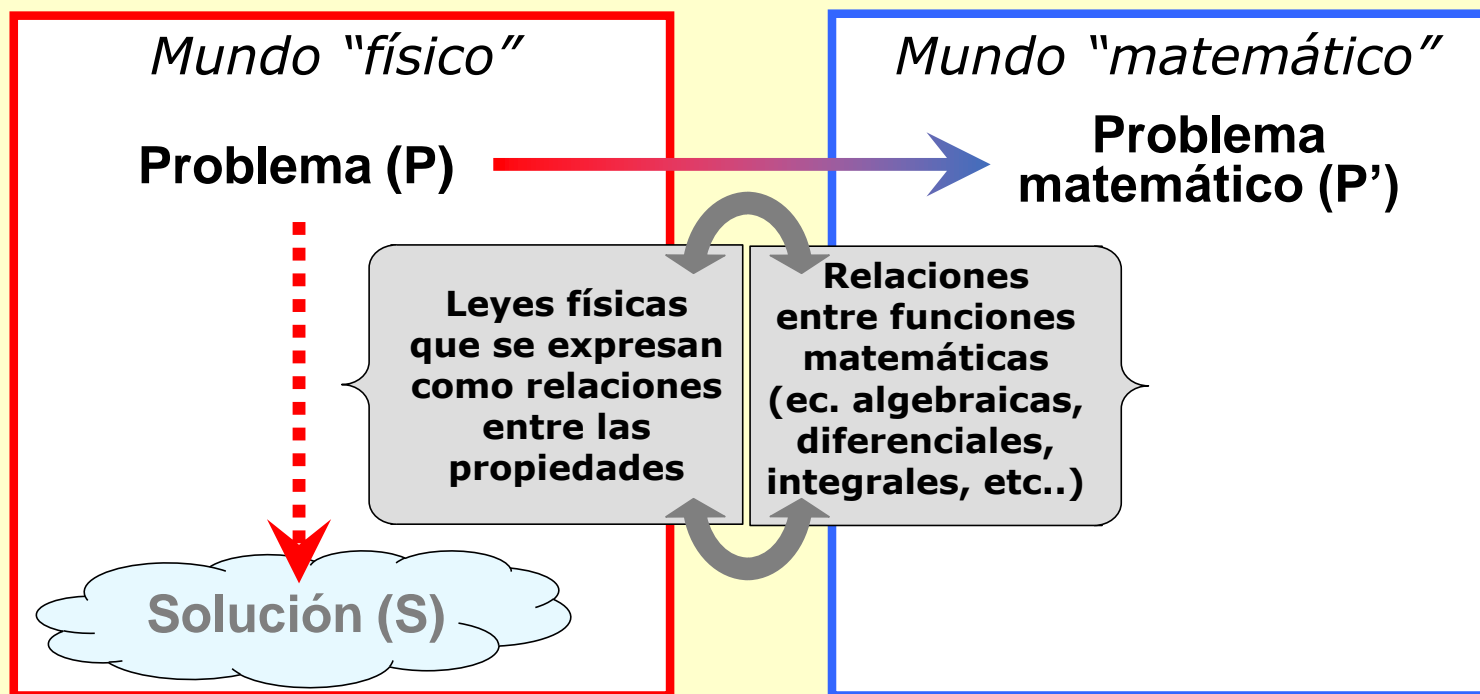 Mundo “físico”
Mundo “matemático”
Problema (P)
Problema
matemático (P’)
Leyes físicas
que se expresan
como relaciones
entre las
propiedades
Relaciones
entre funciones
matemáticas
(ec. algebraicas,
diferenciales,
integrales, etc..)
Solución (S)